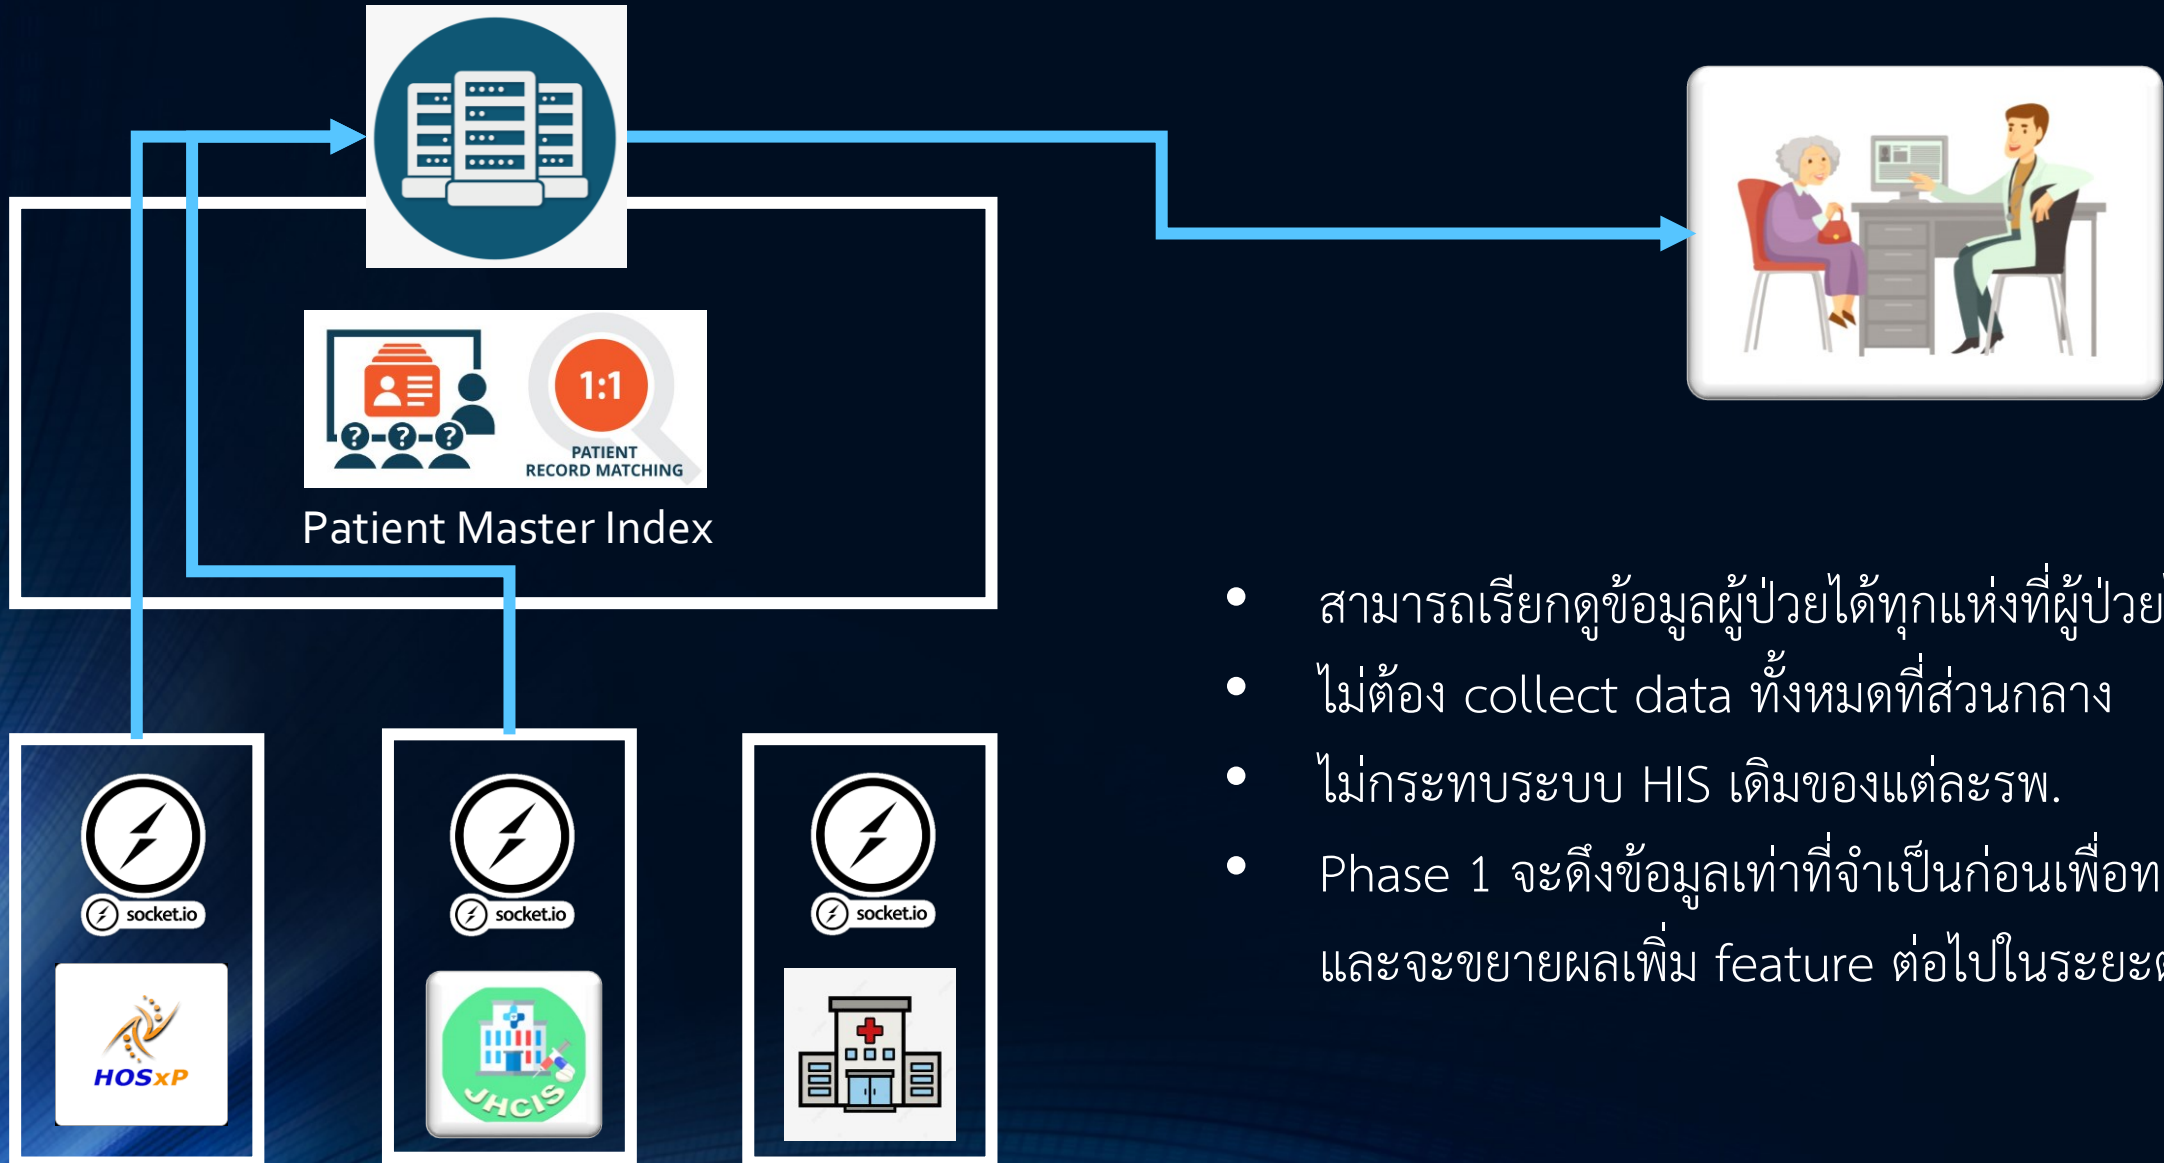 1:1
? ? ?
PATIENT
RECORD MATCHING
Patient Master Index
• สามารถเรียกดูข้อมูลผู้ป่วยได้ทุกแห่งที่ผู้ป่วย
• ไม่ต้อง collect data ทั้งหมดที่ส่วนกลาง
• ไม่กระทบระบบ HIS เดิมของแต่ละรพ.
• Phase 1 จะดึงข้อมูลเท่าที่จำเป็นก่อนเพื่อท
และจะขยายผลเพิ่ม feature ต่อไปในระยะ
socket.io
socket.io
socket.io
HOSxP
JHCIS